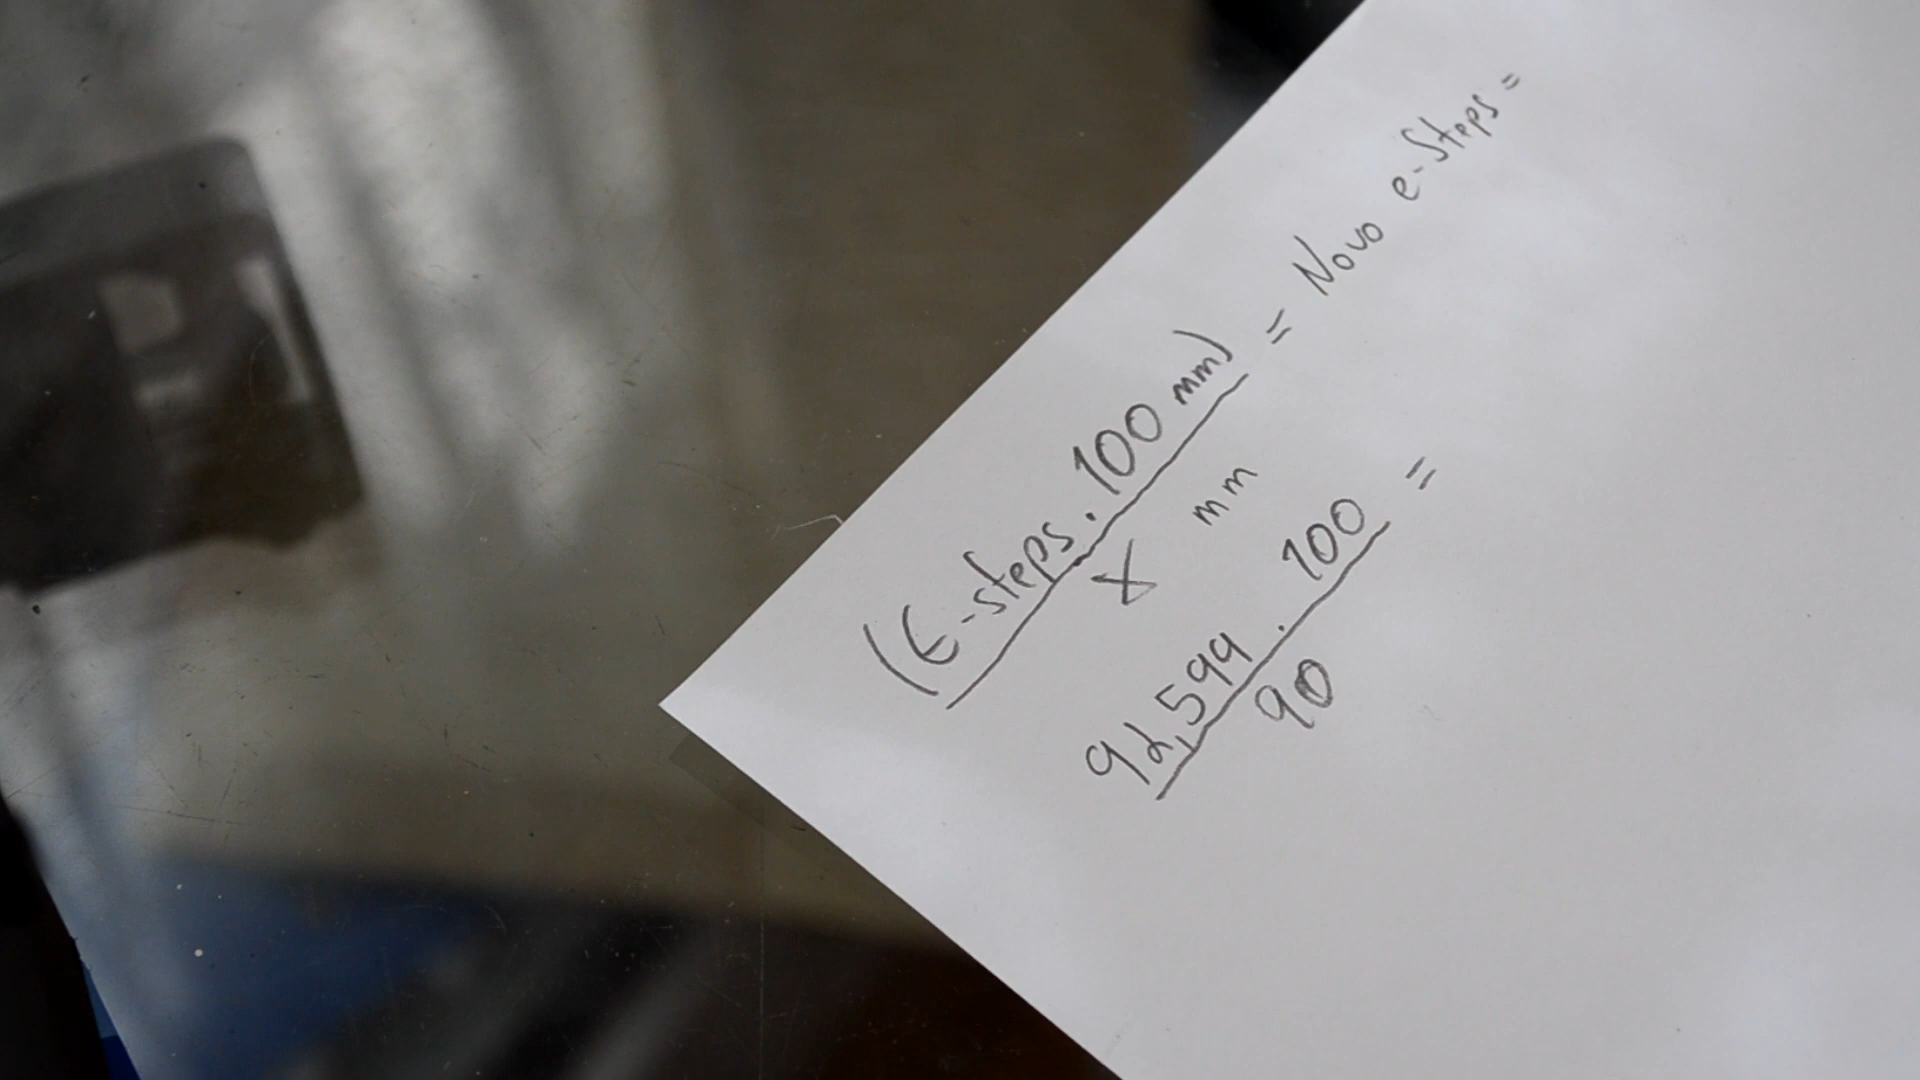 (E-steps . 100 mm) = Novo e-Steps =
X mm
92,599 . 100 =
90